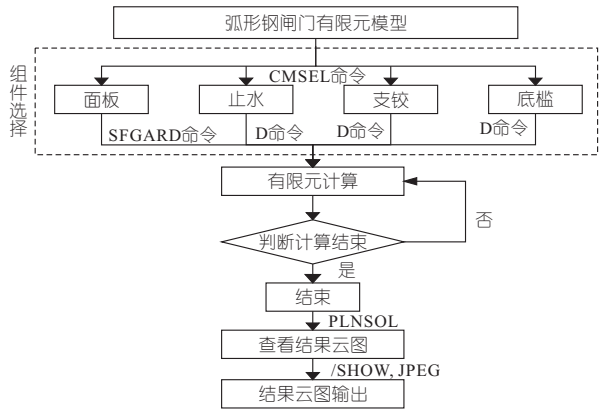 弧形钢闸门有限元模型
组件选择
CMSEL命令
面板
止水
支铰
底槛
SFGARD命令
D命令
D命令
D命令
有限元计算
判断计算结束
否
是
结束
PLNSOL
查看结果云图
/SHOW, JPEG
结果云图输出